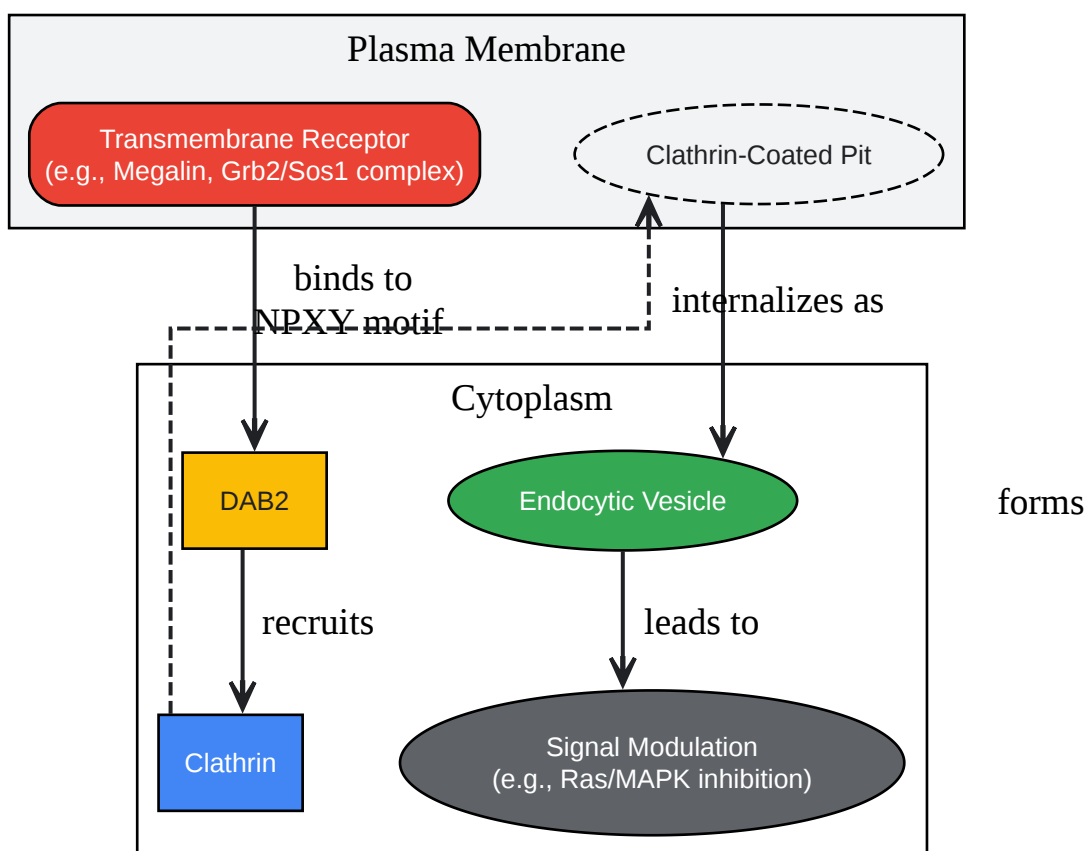 Plasma Membrane
Transmembrane Receptor
(e.g., Megalin, Grb2/Sos1 complex)
Clathrin-Coated Pit
binds to
NPXY motif
internalizes as
Cytoplasm
DAB2
Endocytic Vesicle
forms
recruits
leads to
Clathrin
Signal Modulation
(e.g., Ras/MAPK inhibition)